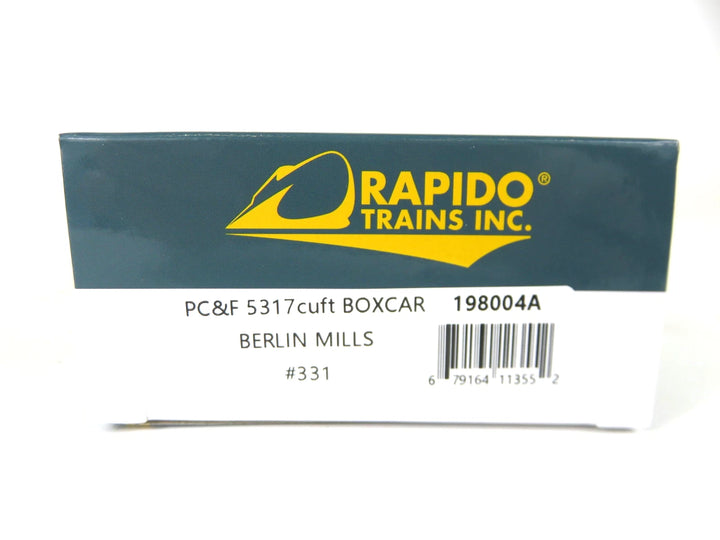 RAPIDO®
TRAINS INC.
PC&F 5317cuft BOXCAR 198004A
BERLIN MILLS
#331
6 79164 11355 2